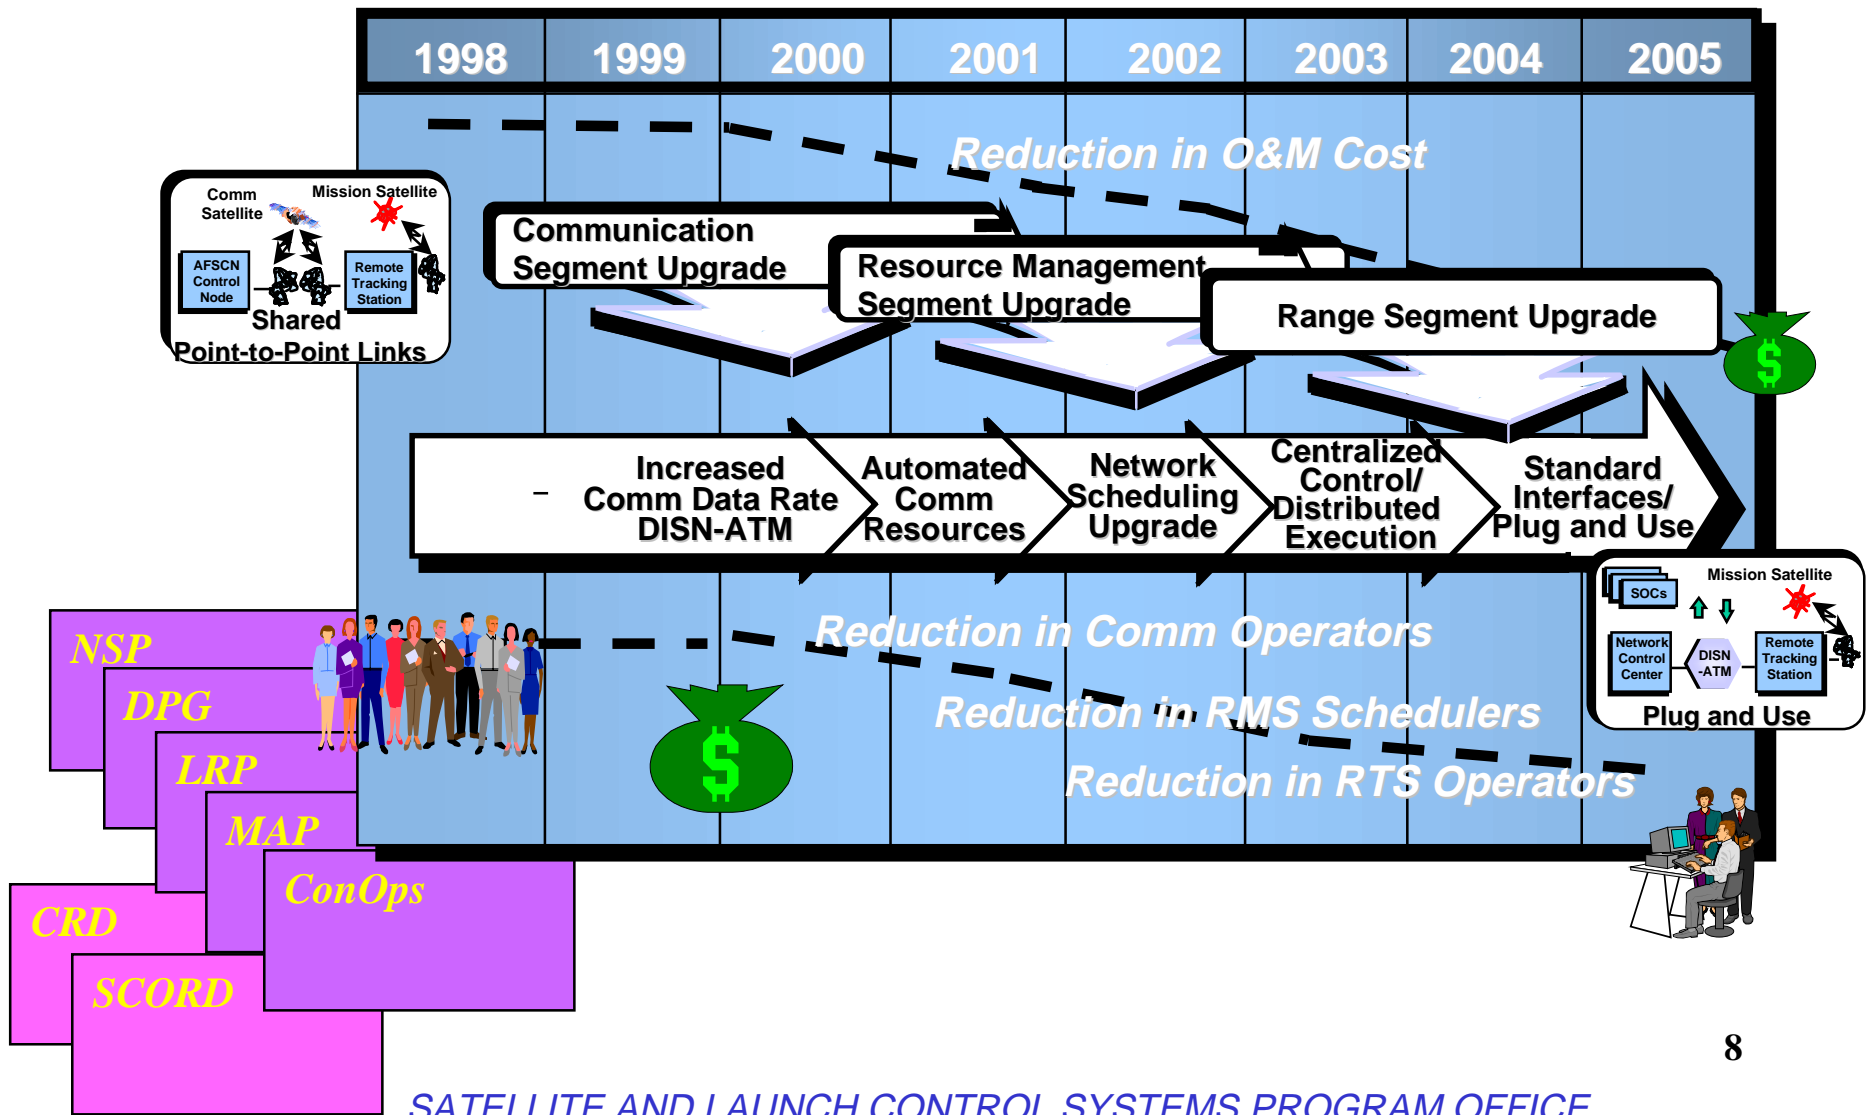 1998 1999 2000 2001 2002 2003 2004 2005
Reduction in O&M Cost
Comm
Satellite
Mission Satellite
AFSCN
Control
Node
Remote
Tracking
Station
Shared
Point-to-Point Links
Communication
Segment Upgrade
Resource Management
Segment Upgrade
Range Segment Upgrade
$
– Increased
Comm Data Rate
DISN-ATM
Automated
Comm
Resources
Network
Scheduling
Upgrade
Centralized
Control/
Distributed
Execution
Standard
Interfaces/
Plug and Use
SOCs
Mission Satellite
Network
Control
Center
DISN
-ATM
Remote
Tracking
Station
Plug and Use
Reduction in Comm Operators
Reduction in RMS Schedulers
Reduction in RTS Operators
$
NSP
DPG
LRP
MAP
ConOps
CRD
SCORD
8
SATELLITE AND LAUNCH CONTROL SYSTEMS PROGRAM OFFICE